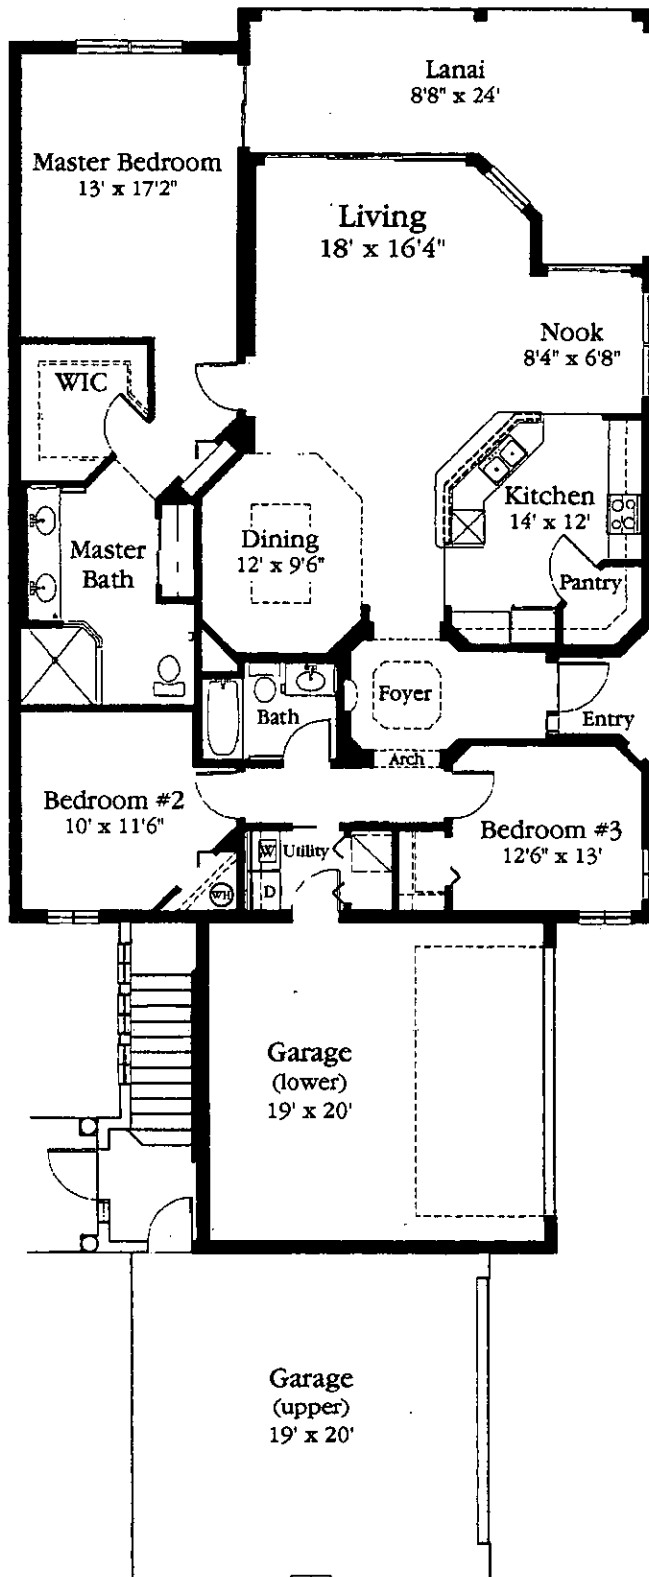 Lanai
8'8" x 24'
Master Bedroom
13' x 17'2"
Living
18' x 16'4"
Nook
8'4" x 6'8"
WIC
Kitchen
14' x 12'
Dining
12' x 9'6"
Master
Bath
Pantry
Foyer
Bath
Entry
Arch
Bedroom #2
10' x 11'6"
Bedroom #3
12'6" x 13'
W
Utility
D
WH
Garage
(lower)
19' x 20'
Garage
(upper)
19' x 20'